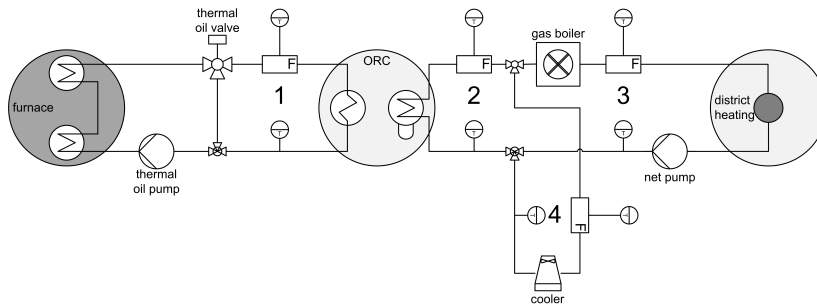 thermal
oil valve
T
F
1
furnace
thermal
oil pump
T
ORC
T
F
2
gas boiler
T
F
3
district
heating
T
T
net pump
T
4
F
T
cooler